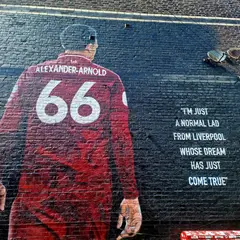 ALEXANDER-ARNOLD
66
"I'M JUST
A NORMAL LAD
FROM LIVERPOOL
WHOSE DREAM
HAS JUST
COME TRUE"